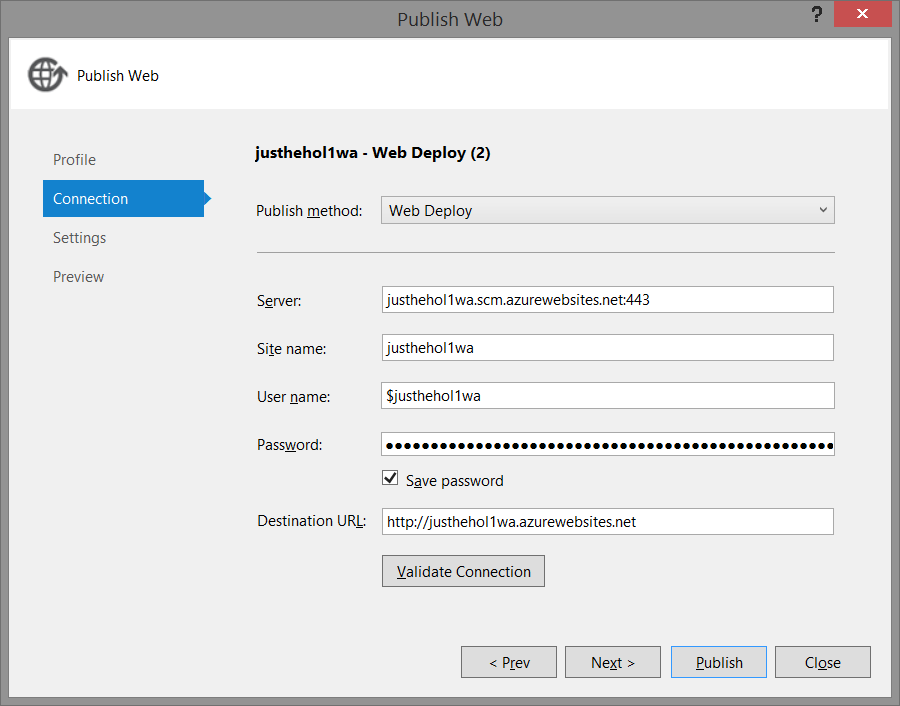 Publish Web
?
Publish Web
Profile
Connection
Settings
Preview
justhehol1wa - Web Deploy (2)
Publish method: Web Deploy
Server: justhehol1wa.scm.azurewebsites.net:443
Site name: justhehol1wa
User name: $justhehol1wa
Password: ●●●●●●●●●●●●●●●●●●●●●●●●●●●●●●●●●●●●●●●●●●●●●●●●●●
Save password
Destination URL: http://justhehol1wa.azurewebsites.net
Validate Connection
< Prev Next > Publish Close